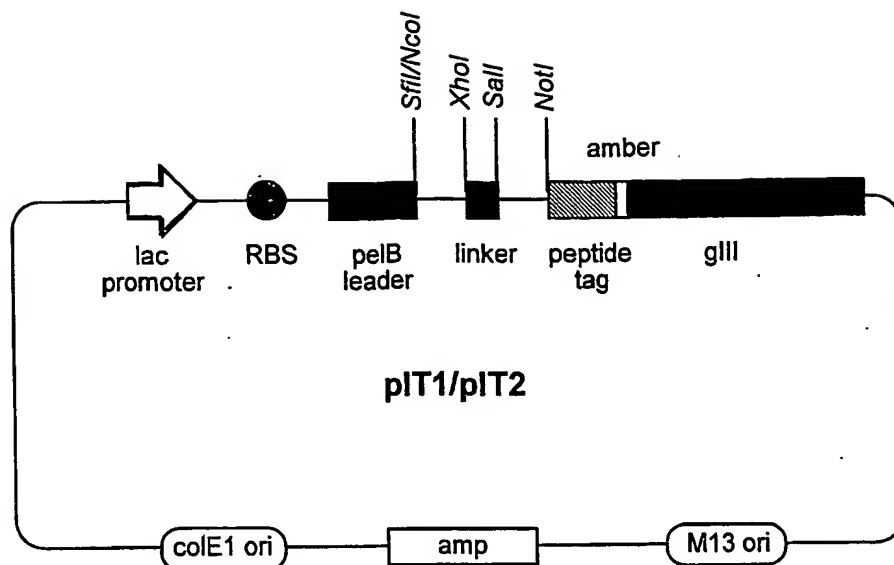 SfiI/NcoI
XhoI
SalI
NotI
amber
lac
promoter
RBS
pelB
leader
linker
peptide
tag
gIII
pIT1/pIT2
colE1 ori
amp
M13 ori